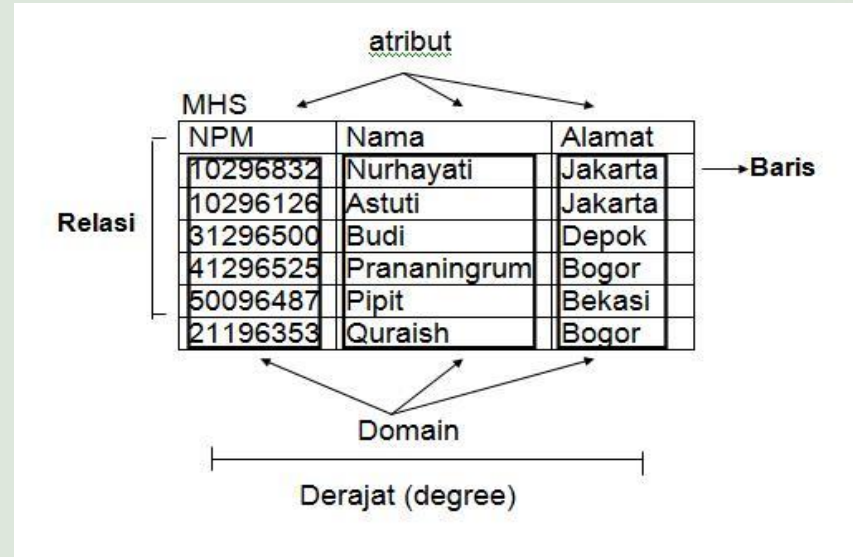 atribut
MHS
NPM Nama Alamat
10296832 Nurhayati Jakarta
Baris
10296126 Astuti Jakarta
Relasi
31296500 Budi Depok
41296525 Prananingrum Bogor
50096487 Pipit Bekasi
21196353 Quraish Bogor
Domain
Derajat (degree)